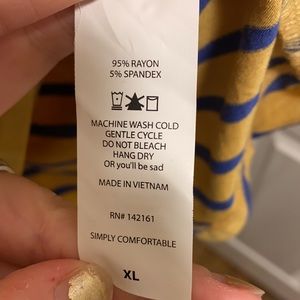 95% RAYON
5% SPANDEX
MACHINE WASH COLD
GENTLE CYCLE
DO NOT BLEACH
HANG DRY
OR you'll be sad
MADE IN VIETNAM
RN# 142161
SIMPLY COMFORTABLE
XL